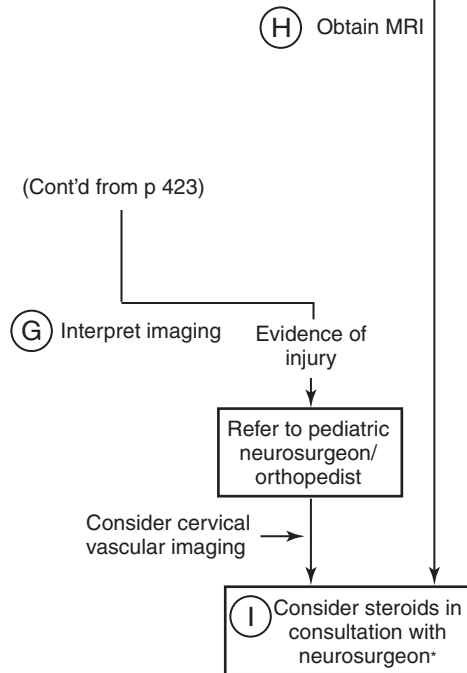 H Obtain MRI
(Cont'd from p 423)
G Interpret imaging
Evidence of
injury
Refer to pediatric
neurosurgeon/
orthopedist
Consider cervical
vascular imaging
I Consider steroids in
consultation with
neurosurgeon*